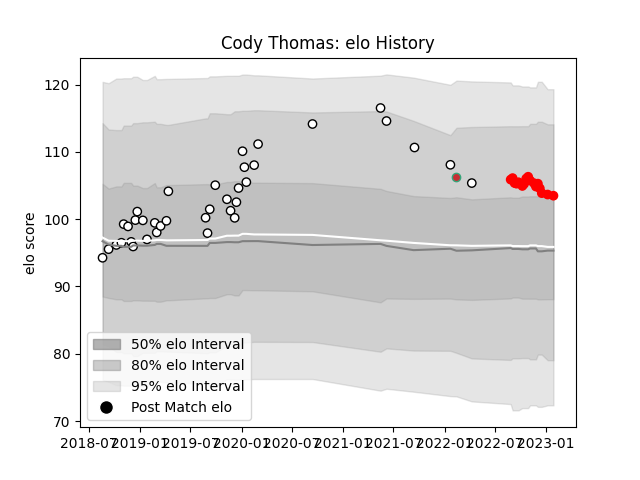 Cody Thomas: elo History
elo score
120
110
100
90
80
70
50% elo Interval
80% elo Interval
95% elo Interval
Post Match elo
2018-07 2019-01 2019-07 2020-01 2020-07 2021-01 2021-07 2022-01 2022-07 2023-01